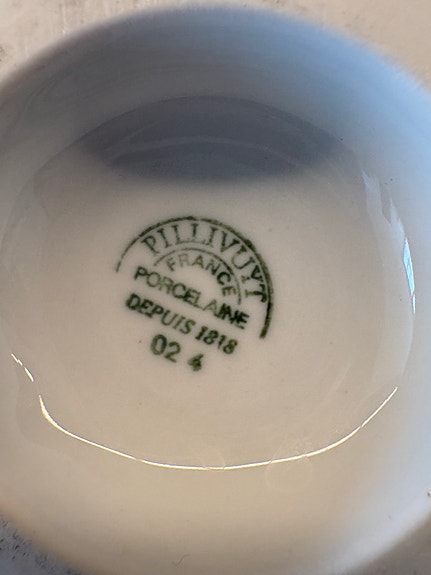 PILLIVUYT
FRANCE
PORCELAINE
DEPUIS 1818
02 4